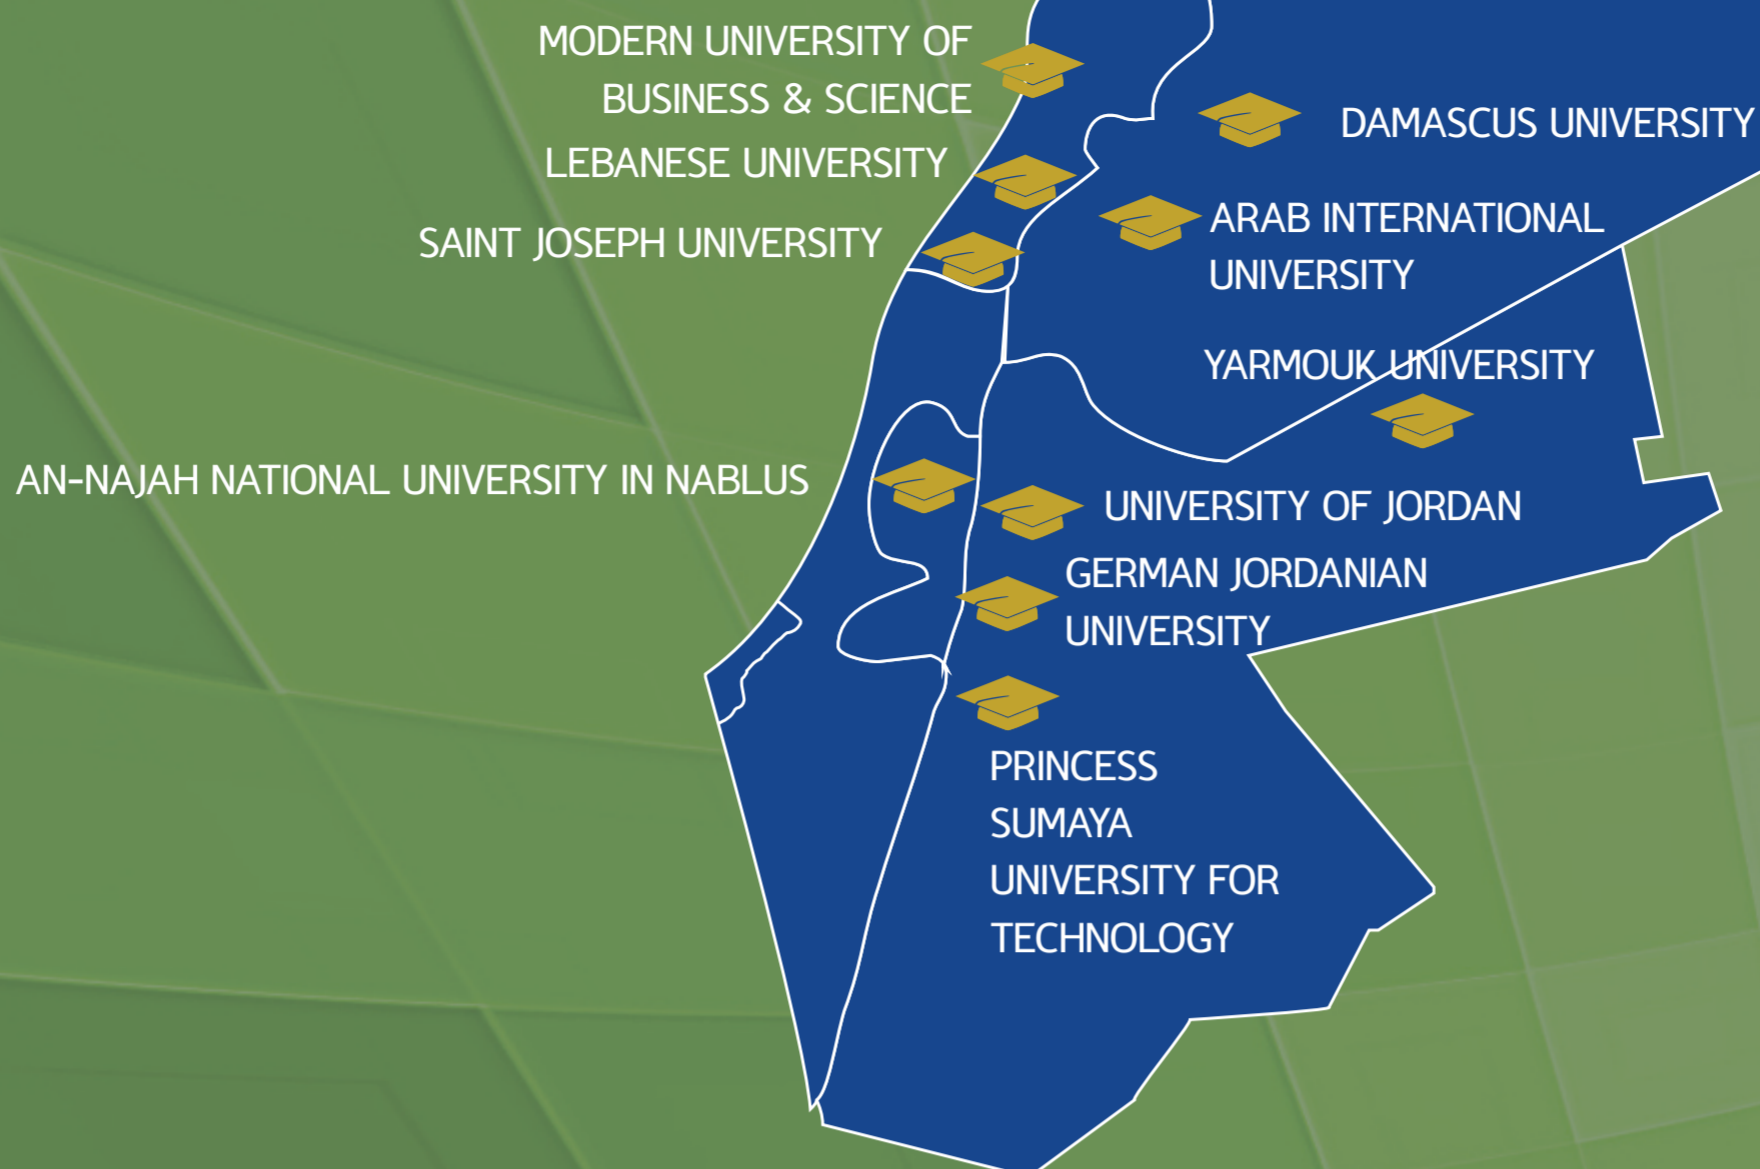 MODERN UNIVERSITY OF
BUSINESS & SCIENCE
DAMASCUS UNIVERSITY
LEBANESE UNIVERSITY
SAINT JOSEPH UNIVERSITY
ARAB INTERNATIONAL
UNIVERSITY
YARMOUK UNIVERSITY
AN-NAJAH NATIONAL UNIVERSITY IN NABLUS
UNIVERSITY OF JORDAN
GERMAN JORDANIAN
UNIVERSITY
PRINCESS
SUMAYA
UNIVERSITY FOR
TECHNOLOGY